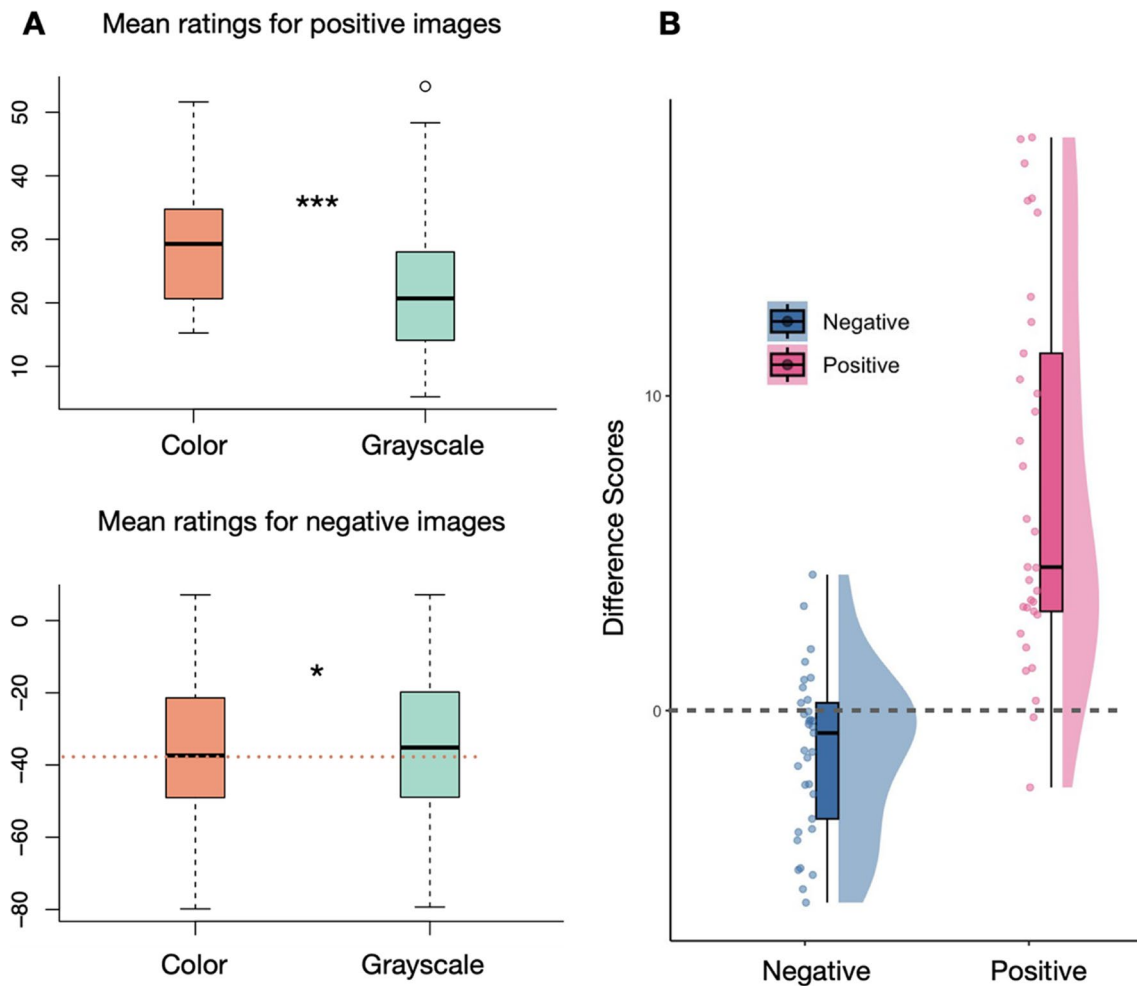 A
Mean ratings for positive images
50
40
30
20
10
***
Color
Grayscale
Mean ratings for negative images
0
−20
−40
−60
−80
*
Color
Grayscale
B
Difference Scores
10
0
Negative
Positive
Negative
Positive